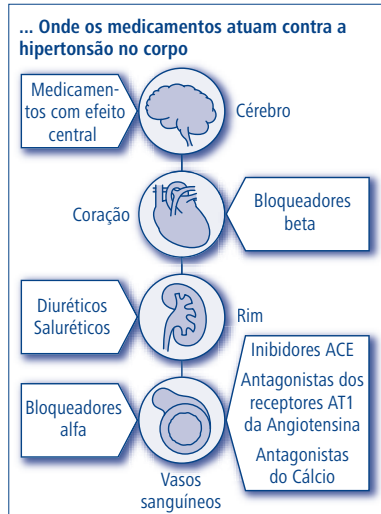 ... Onde os medicamentos atuam contra a
hipertonsão no corpo
Medicamen-
tos com efeito
central
Cérebro
Coração
Bloqueadores
beta
Diuréticos
Saluréticos
Rim
Bloqueadores
alfa
Inibidores ACE
Antagonistas dos
receptores AT1
da Angiotensina
Antagonistas
do Cálcio
Vasos
sanguíneos